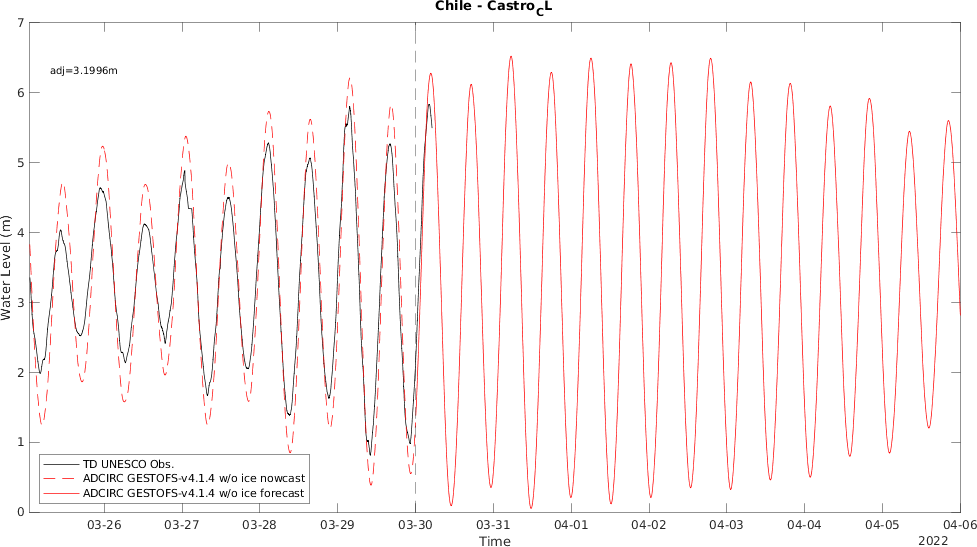 Chile - Castro_CL
adj=3.1996m
Water Level (m)
7
6
5
4
3
2
1
0
TD UNESCO Obs.
ADCIRC GESTOFS-v4.1.4 w/o ice nowcast
ADCIRC GESTOFS-v4.1.4 w/o ice forecast
03-26 03-27 03-28 03-29 03-30 03-31 04-01 04-02 04-03 04-04 04-05 04-06
Time
2022